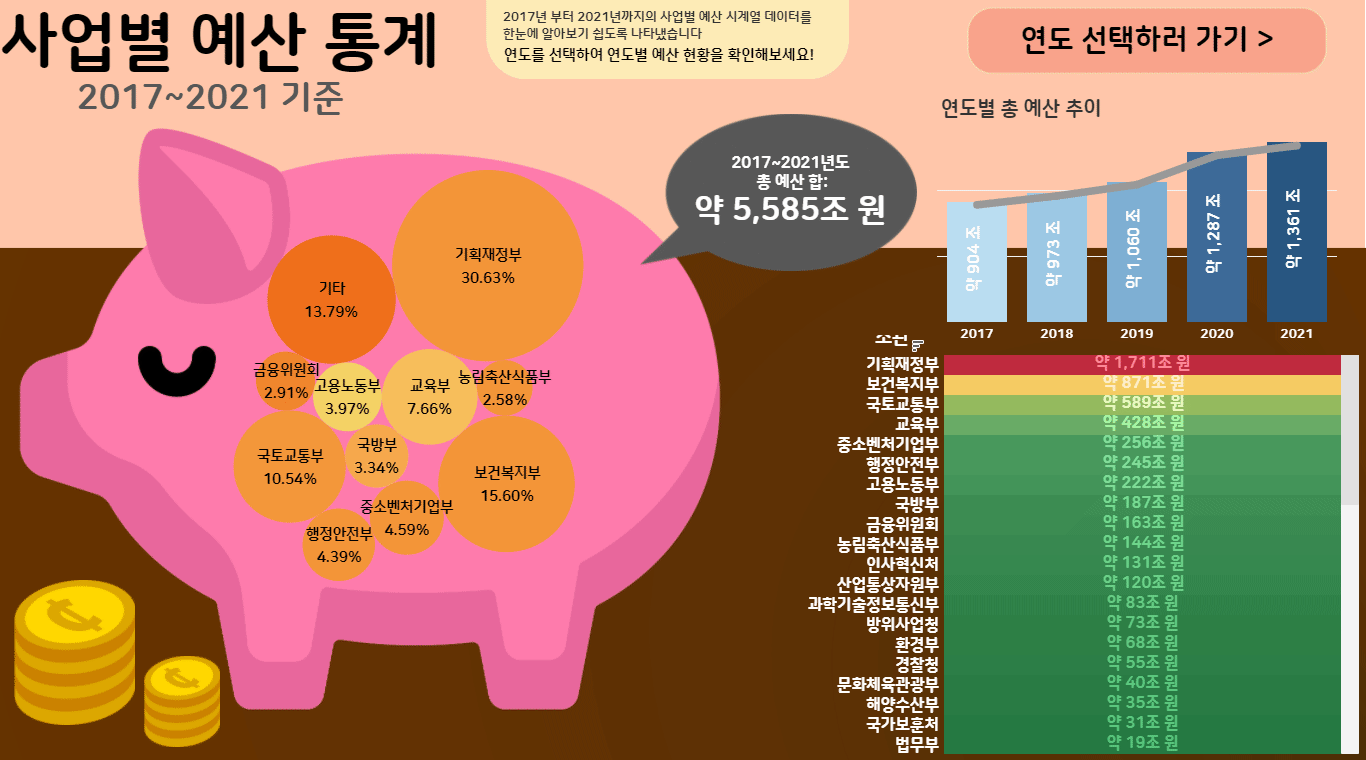 사업별 예산 통계
2017~2021 기준
2017년 부터 2021년까지의 사업별 예산 시계열 데이터를
한눈에 알아보기 쉽도록 나타냈습니다
연도를 선택하여 연도별 예산 현황을 확인해보세요!
연도 선택하러 가기 >
2017~2021년도
총 예산 합:
약 5,585조 원
기획재정부
30.63%
기타
13.79%
금융위원회
2.91%
고용노동부
3.97%
교육부
7.66%
농림축산식품부
2.58%
국토교통부
10.54%
국방부
3.34%
보건복지부
15.60%
중소벤처기업부
4.59%
행정안전부
4.39%
연도별 총 예산 추이
약 904 조
약 973 조
약 1,060 조
약 1,287 조
약 1,361 조
2017
2018
2019
2020
2021
기획재정부 약 1,711조 원
보건복지부 약 871조 원
국토교통부 약 589조 원
교육부 약 428조 원
중소벤처기업부 약 256조 원
행정안전부 약 245조 원
고용노동부 약 222조 원
국방부 약 187조 원
금융위원회 약 163조 원
농림축산식품부 약 144조 원
인사혁신처 약 131조 원
산업통상자원부 약 120조 원
과학기술정보통신부 약 83조 원
방위사업청 약 73조 원
환경부 약 68조 원
경찰청 약 55조 원
문화체육관광부 약 40조 원
해양수산부 약 35조 원
국가보훈처 약 31조 원
법무부 약 19조 원